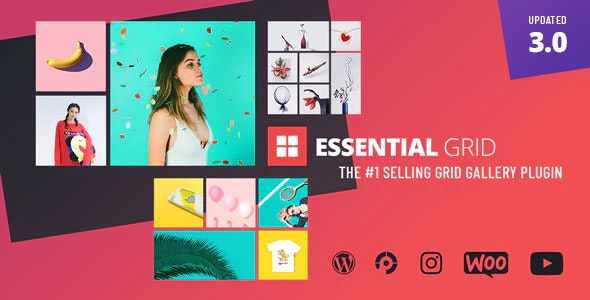 UPDATED
3.0
ESSENTIAL GRID
THE #1 SELLING GRID GALLERY PLUGIN
WOO